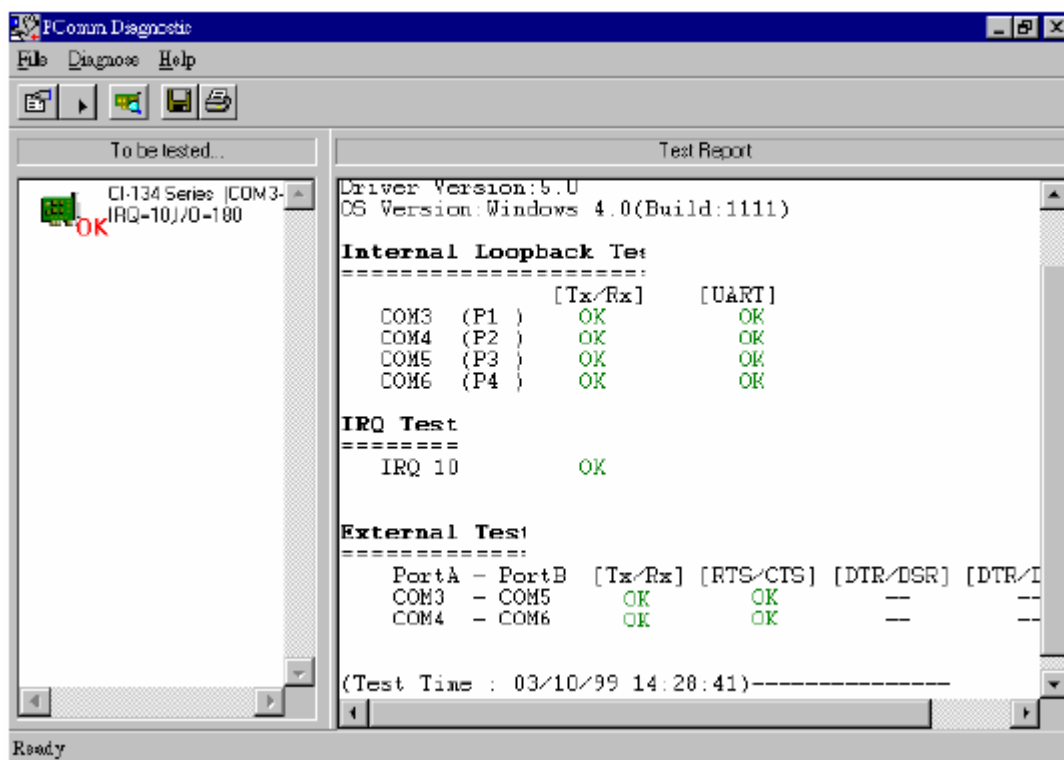 PComm Diagnostic
File Diagnose Help
To be tested...
CI-134 Series (COM3-
IRQ=10,I/O=180
OK
Test Report
Driver Version:5.0
OS Version:Windows 4.0(Build:1111)
Internal Loopback Tes
=====================
[Tx/Rx] [UART]
COM3 (P1 ) OK OK
COM4 (P2 ) OK OK
COM5 (P3 ) OK OK
COM6 (P4 ) OK OK
IRQ Test
========
IRQ 10 OK
External Test
=============
PortA - PortB [Tx/Rx] [RTS/CTS] [DTR/DSR] [DTR/D
COM3 - COM5 OK OK -- --
COM4 - COM6 OK OK -- --
(Test Time : 03/10/99 14:28:41)---------------
Ready